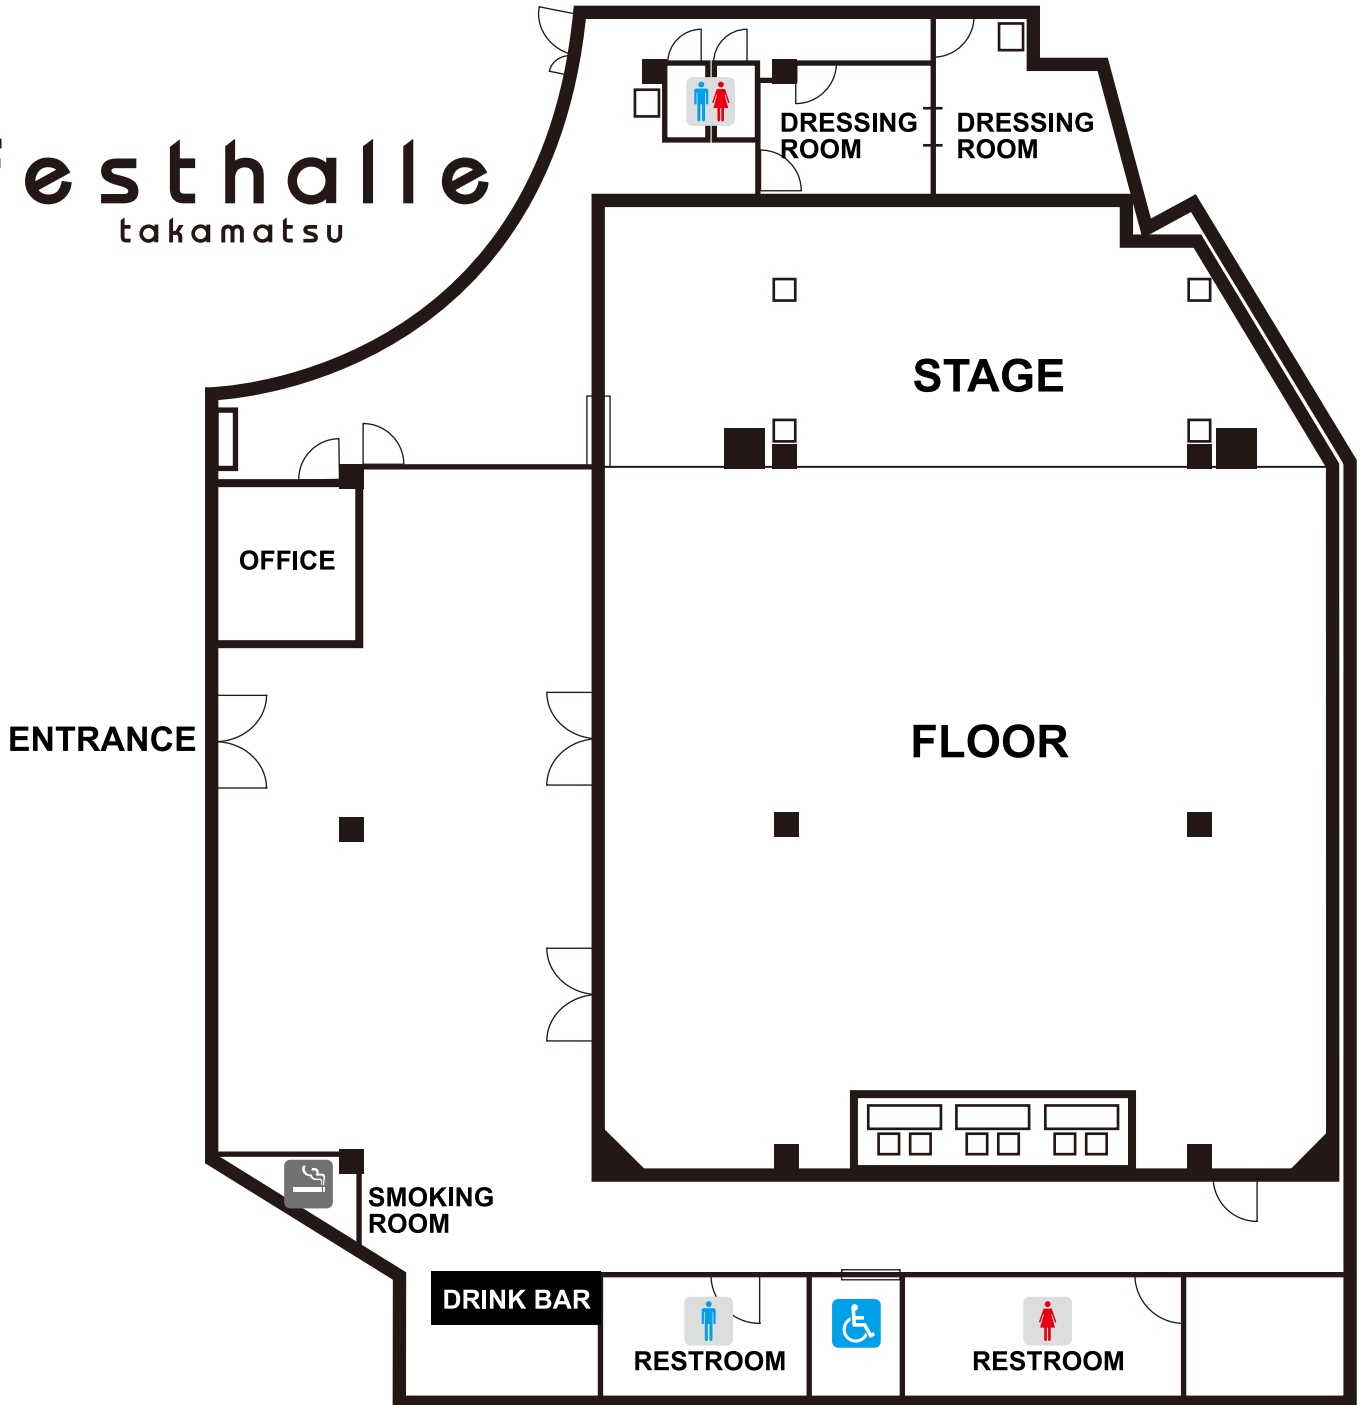 festhalle
takamatsu
DRESSING
ROOM
DRESSING
ROOM
STAGE
OFFICE
ENTRANCE
FLOOR
SMOKING
ROOM
DRINK BAR
RESTROOM
RESTROOM